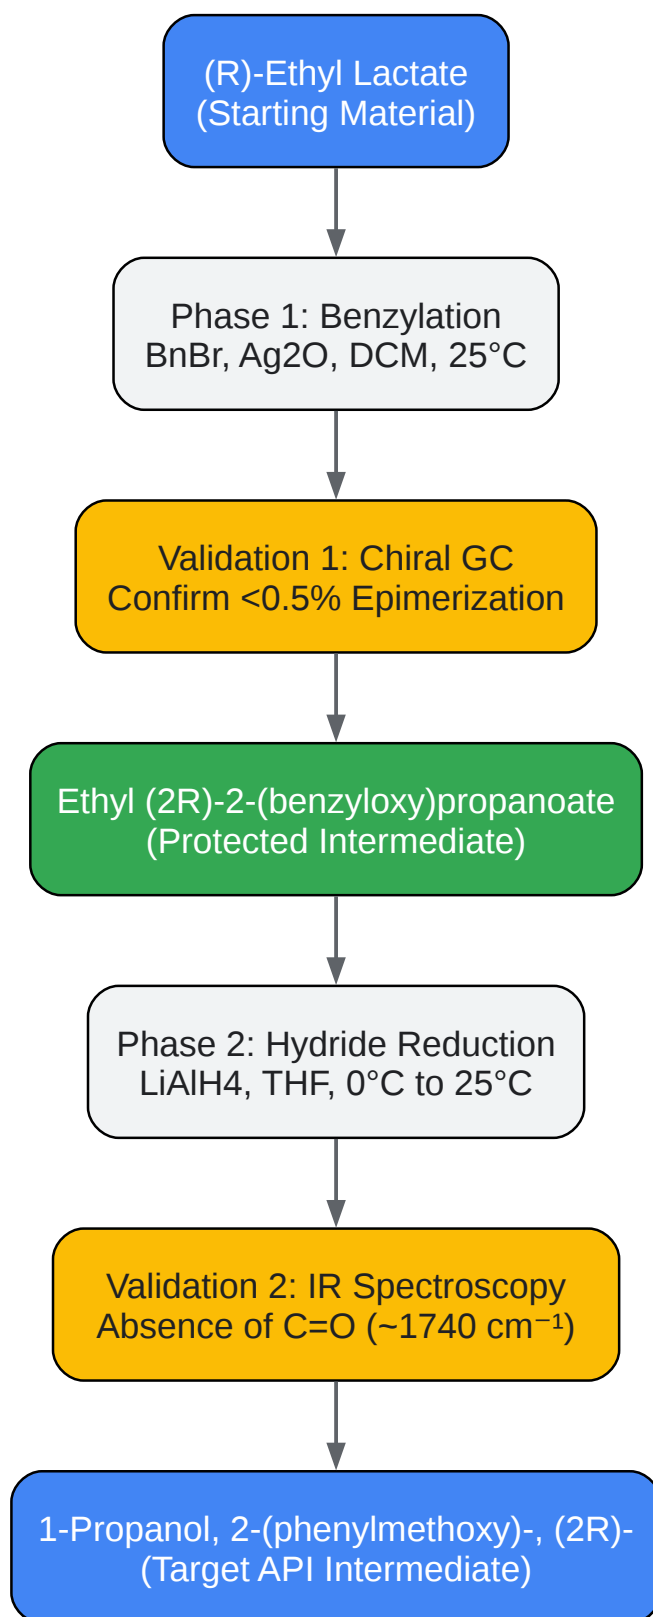 (R)-Ethyl Lactate
(Starting Material)
Phase 1: Benzylation
BnBr, Ag2O, DCM, 25°C
Validation 1: Chiral GC
Confirm <0.5% Epimerization
Ethyl (2R)-2-(benzyloxy)propanoate
(Protected Intermediate)
Phase 2: Hydride Reduction
LiAlH4, THF, 0°C to 25°C
Validation 2: IR Spectroscopy
Absence of C=O (~1740 cm⁻¹)
1-Propanol, 2-(phenylmethoxy)-, (2R)-
(Target API Intermediate)